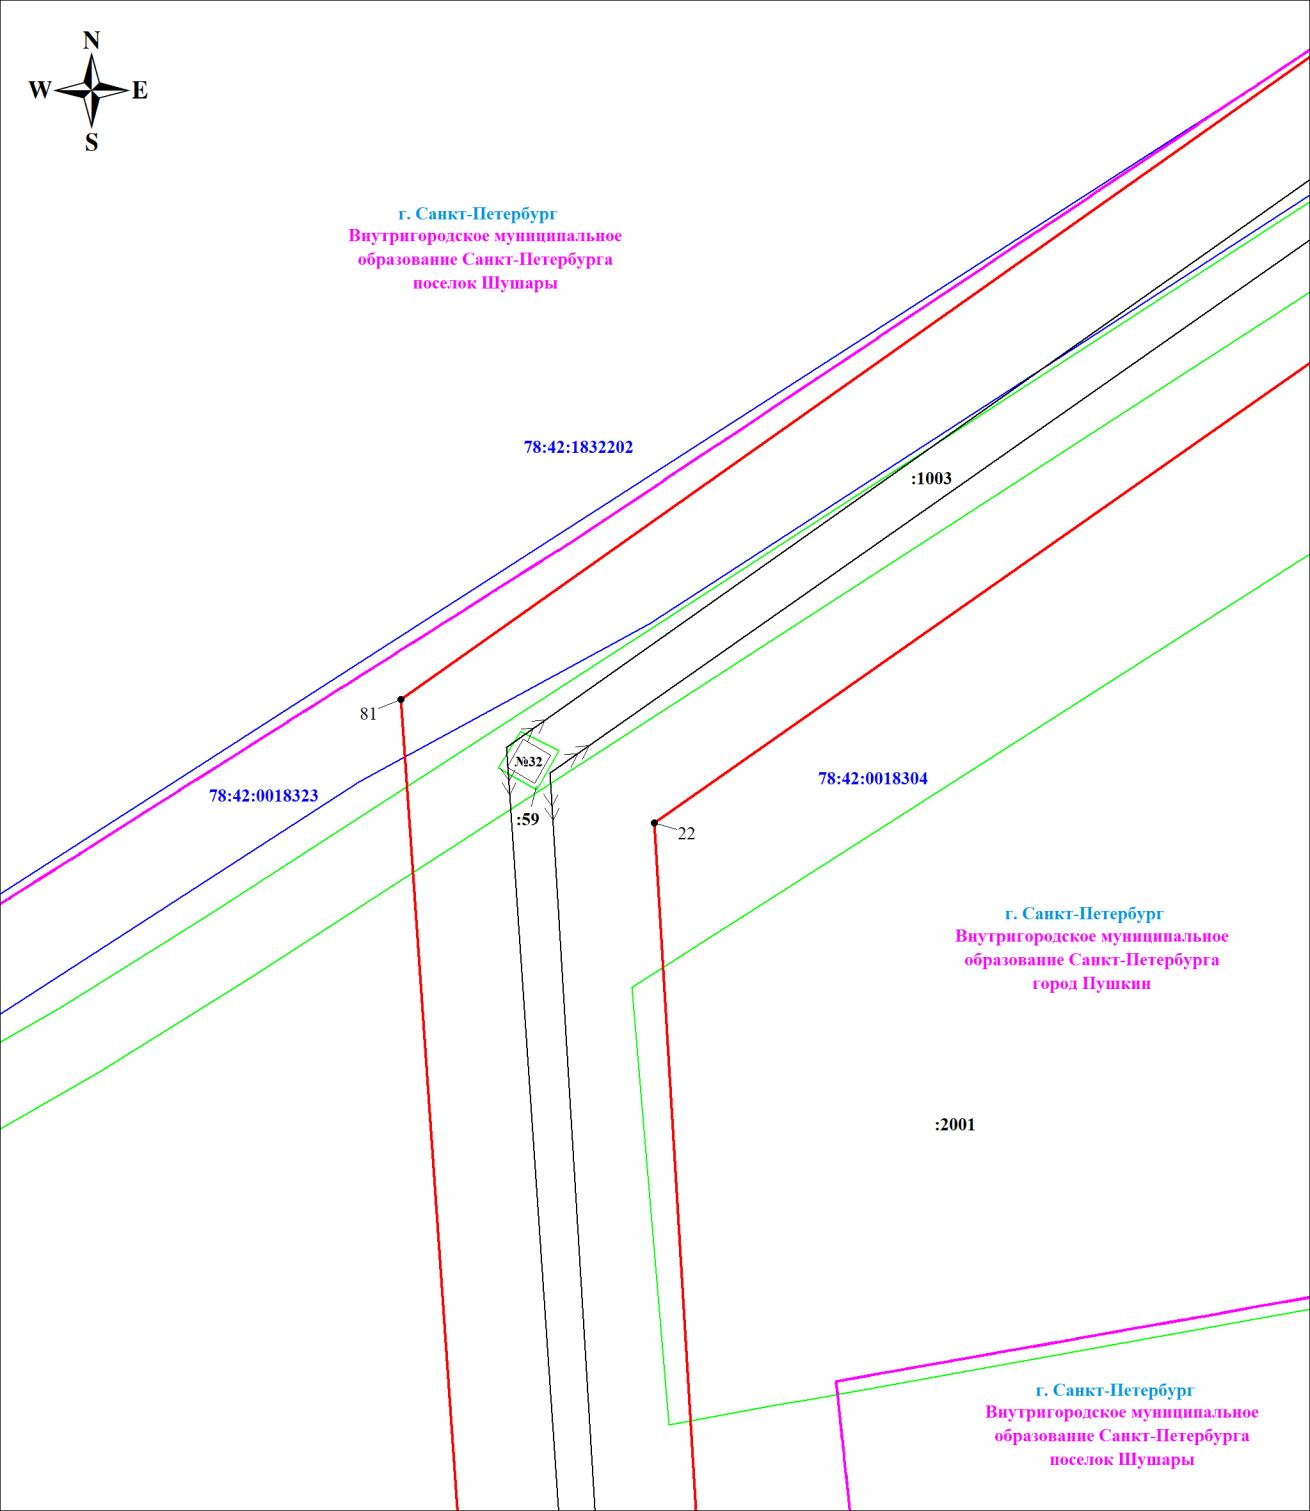 N
W E
S
г. Санкт-Петербург
Внутригородское муниципальное
образование Санкт-Петербурга
поселок Шушары
78:42:1832202
:1003
81
№32
78:42:0018323
78:42:0018304
:59
22
г. Санкт-Петербург
Внутригородское муниципальное
образование Санкт-Петербурга
город Пушкин
:2001
г. Санкт-Петербург
Внутригородское муниципальное
образование Санкт-Петербурга
поселок Шушары